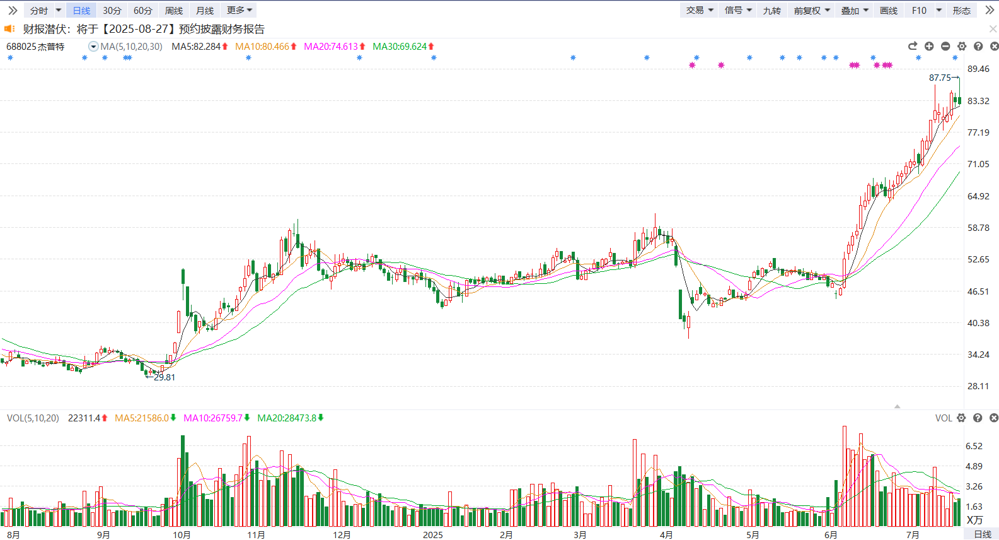 分时 日线 30分 60分 周线 月线 更多 交易 信号 九转 前复权 叠加 画线 F10 形态
财报潜伏：将于【2025-08-27】预约披露财务报告
688025杰普特 MA(5,10,20,30) MA5:82.284 MA10:80.466 MA20:74.613 MA30:69.624
89.46
87.75
83.32
77.19
71.05
64.92
58.78
52.65
46.51
40.38
34.24
29.81
28.11
VOL(5,10,20) 22311.4 MA5:21586.0 MA10:26759.7 MA20:28473.8 VOL
6.52
4.89
3.26
1.63
X万
8月 9月 10月 11月 12月 2025 2月 3月 4月 5月 6月 7月 日线